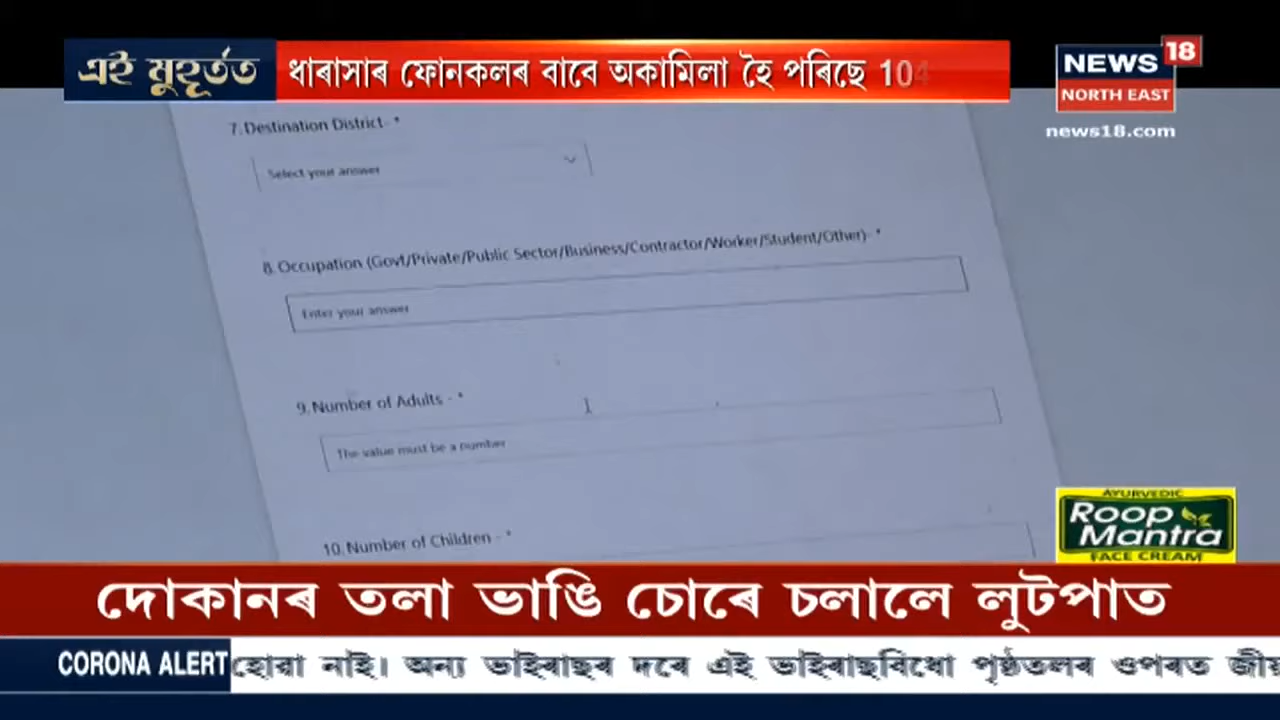 এই মুহূৰ্তত
ধাৰাসাৰ ফোনকলৰ বাবে অকামিলা হৈ পৰিছে 104
NEWS 18
NORTH EAST
news18.com
7. Destination District- *
Select your answer
8. Occupation (Govt/Private/Public Sector/Business/Contractor/Worker/Student/Other)- *
Enter your answer
9. Number of Adults - *
The value must be a number
10. Number of Children - *
AYURVEDIC
Roop
Mantra
FACE CREAM
দোকানৰ তলা ভাঙি চোৰে চলালে লুটপাত
CORONA ALERT হোৱা নাই। অন্য ভাইৰাছৰ দৰে এই ভাইৰাছবিধো পৃষ্ঠতলৰ ওপৰত